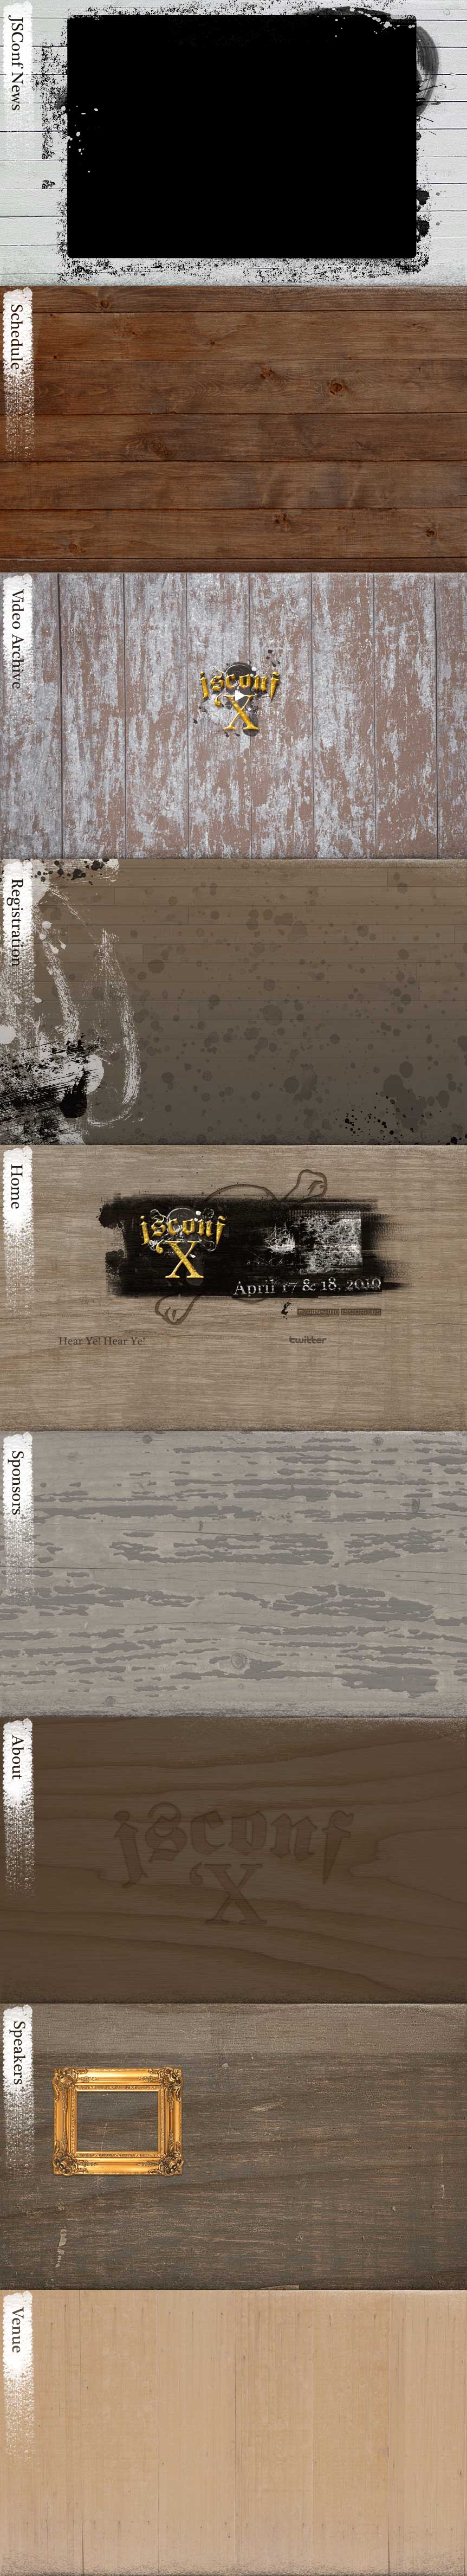 JSConf News
Schedule
Video Archive
jsconf
X
Registration
Home
jsconf
X
April 17 & 18, 2010
Hear Ye! Hear Ye!
twitter
Sponsors
About
jsconf
X
Speakers
Venue